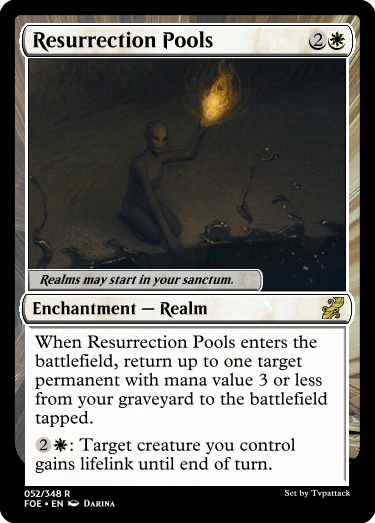 Resurrection Pools 2
Realms may start in your sanctum.
Enchantment — Realm
When Resurrection Pools enters the
battlefield, return up to one target
permanent with mana value 3 or less
from your graveyard to the battlefield
tapped.
2 : Target creature you control
gains lifelink until end of turn.
052/348 R
Set by Tvpattack
FOE • EN DARINA